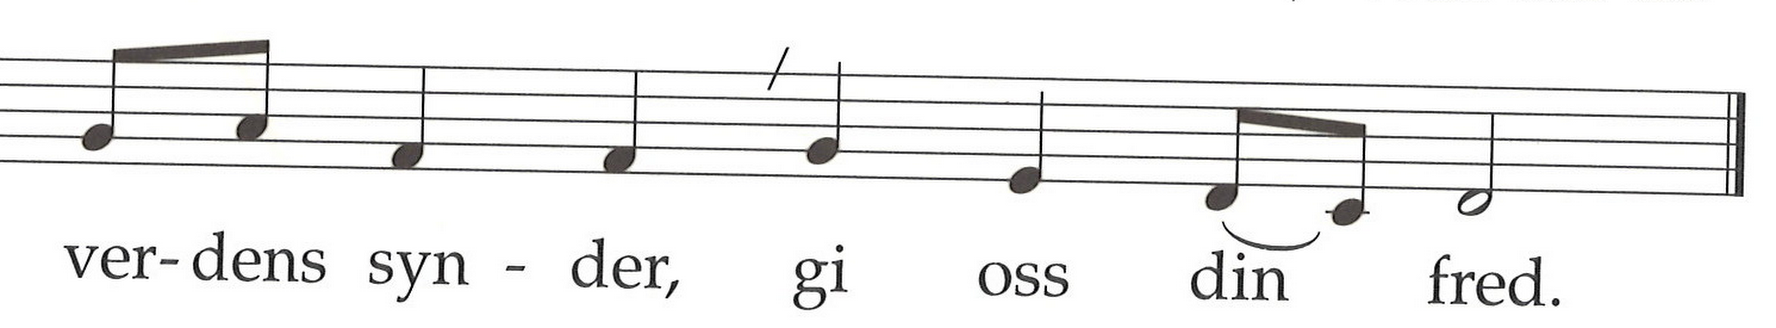 ver-dens syn - der, gi oss din fred.